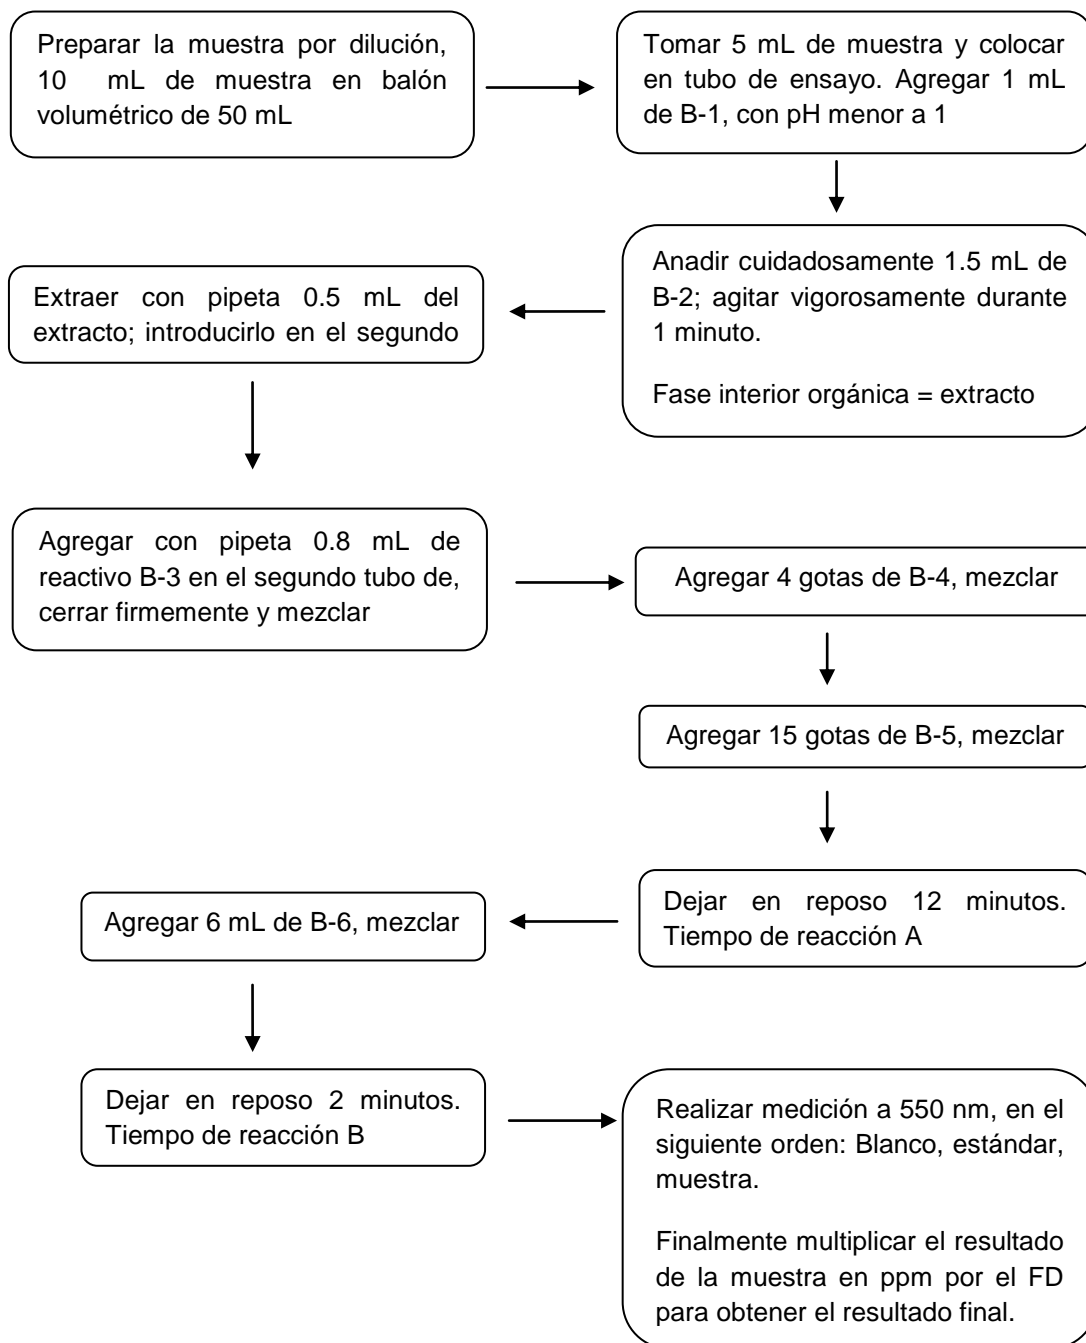 Preparar la muestra por dilución,
10 mL de muestra en balón
volumétrico de 50 mL
Tomar 5 mL de muestra y colocar
en tubo de ensayo. Agregar 1 mL
de B-1, con pH menor a 1
Anadir cuidadosamente 1.5 mL de
B-2; agitar vigorosamente durante
1 minuto.
Fase interior orgánica = extracto
Extraer con pipeta 0.5 mL del
extracto; introducirlo en el segundo
Agregar con pipeta 0.8 mL de
reactivo B-3 en el segundo tubo de,
cerrar firmemente y mezclar
Agregar 4 gotas de B-4, mezclar
Agregar 15 gotas de B-5, mezclar
Dejar en reposo 12 minutos.
Tiempo de reacción A
Agregar 6 mL de B-6, mezclar
Dejar en reposo 2 minutos.
Tiempo de reacción B
Realizar medición a 550 nm, en el
siguiente orden: Blanco, estándar,
muestra.
Finalmente multiplicar el resultado
de la muestra en ppm por el FD
para obtener el resultado final.